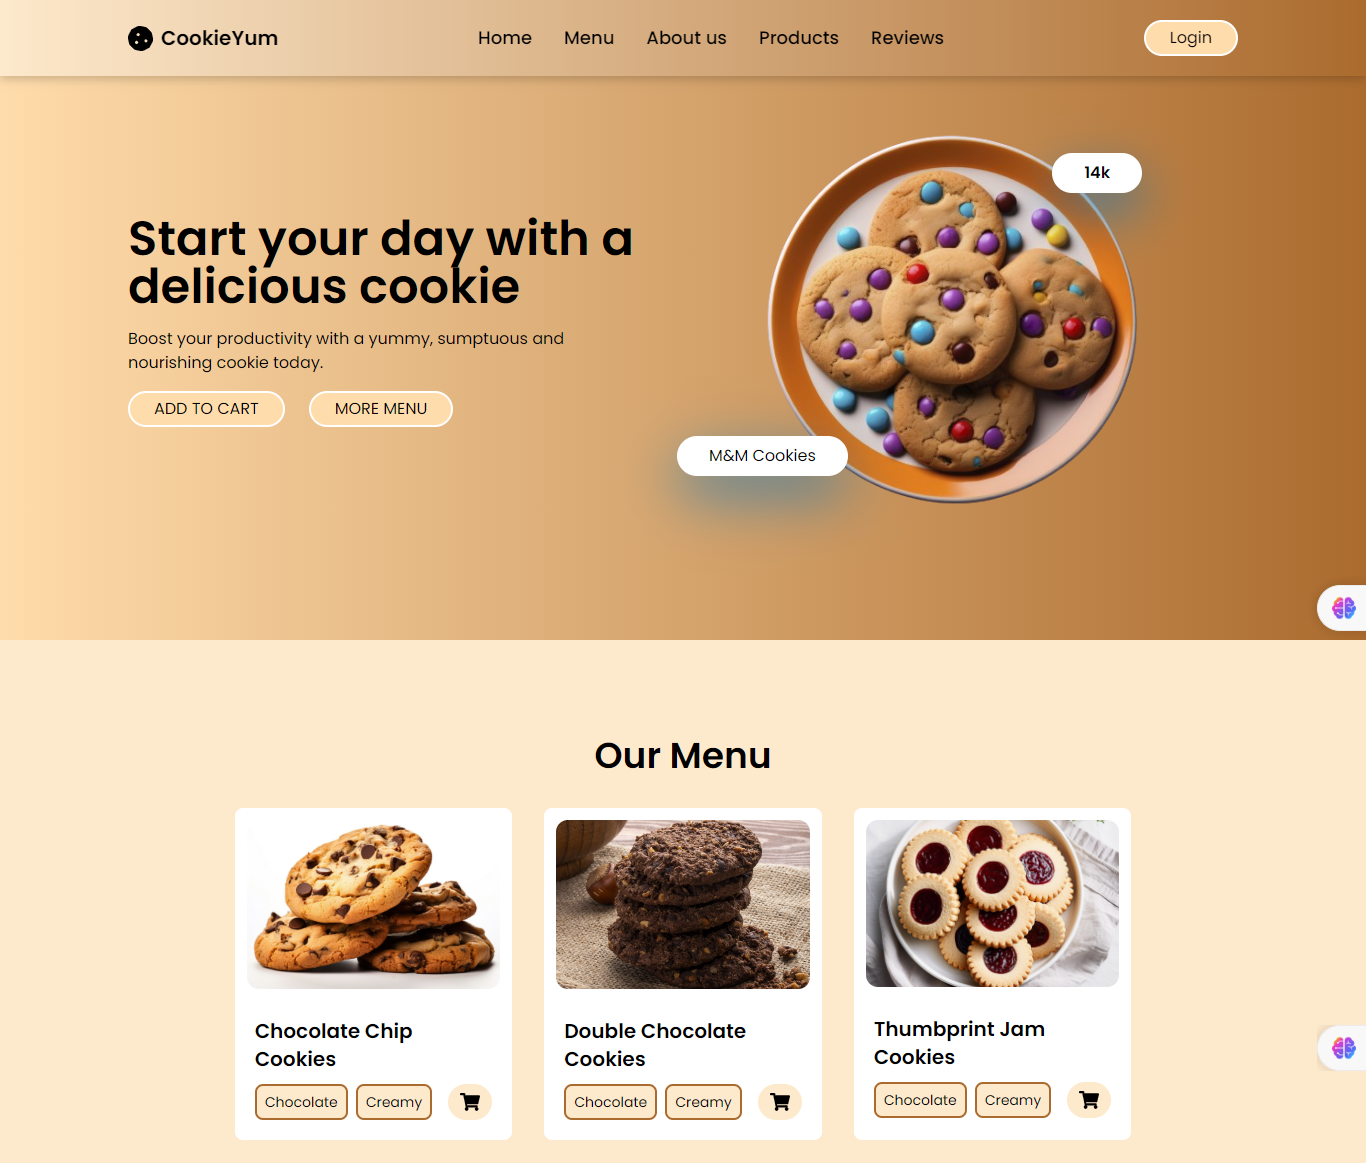 CookieYum
Home
Menu
About us
Products
Reviews
Login
14k
Start your day with a
delicious cookie
Boost your productivity with a yummy, sumptuous and
nourishing cookie today.
ADD TO CART
MORE MENU
M&M Cookies
Our Menu
Chocolate Chip
Cookies
Chocolate
Creamy
Double Chocolate
Cookies
Chocolate
Creamy
Thumbprint Jam
Cookies
Chocolate
Creamy